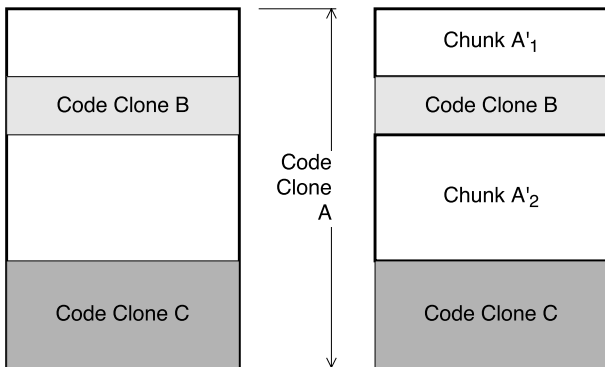 Code Clone B
Code Clone C
Code
Clone
A
Chunk A'1
Code Clone B
Chunk A'2
Code Clone C